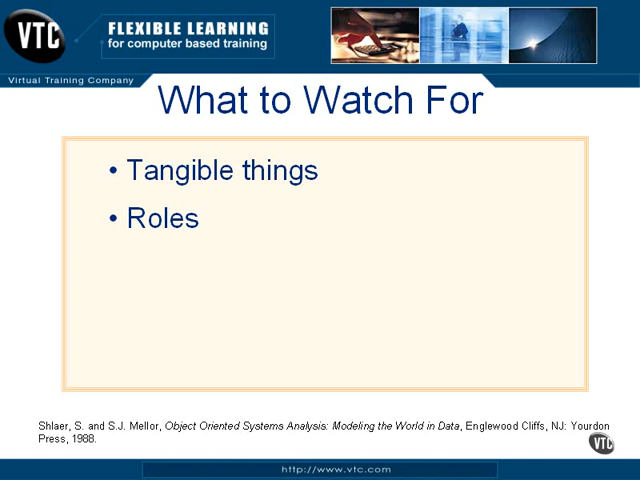 VTC
FLEXIBLE LEARNING
for computer based training
Virtual Training Company
What to Watch For
• Tangible things
• Roles
Shlaer, S. and S.J. Mellor, Object Oriented Systems Analysis: Modeling the World in Data, Englewood Cliffs, NJ: Yourdon
Press, 1988.
VTC
http://www.vtc.com